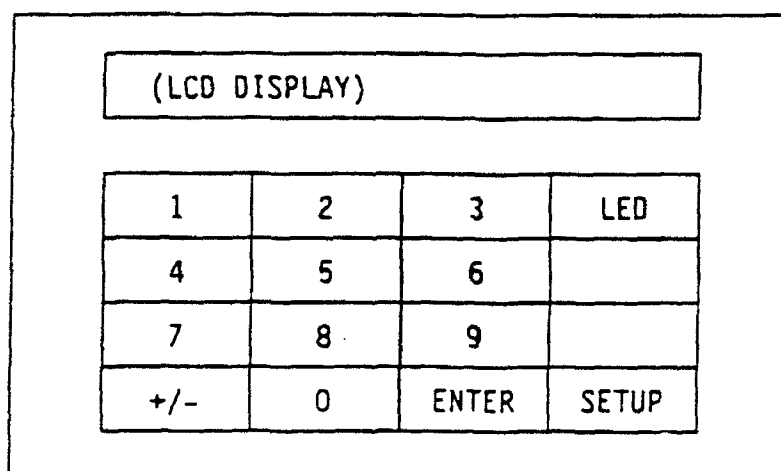 (LCD DISPLAY)
1 2 3 LED
4 5 6
7 8 9
+/- 0 ENTER SETUP